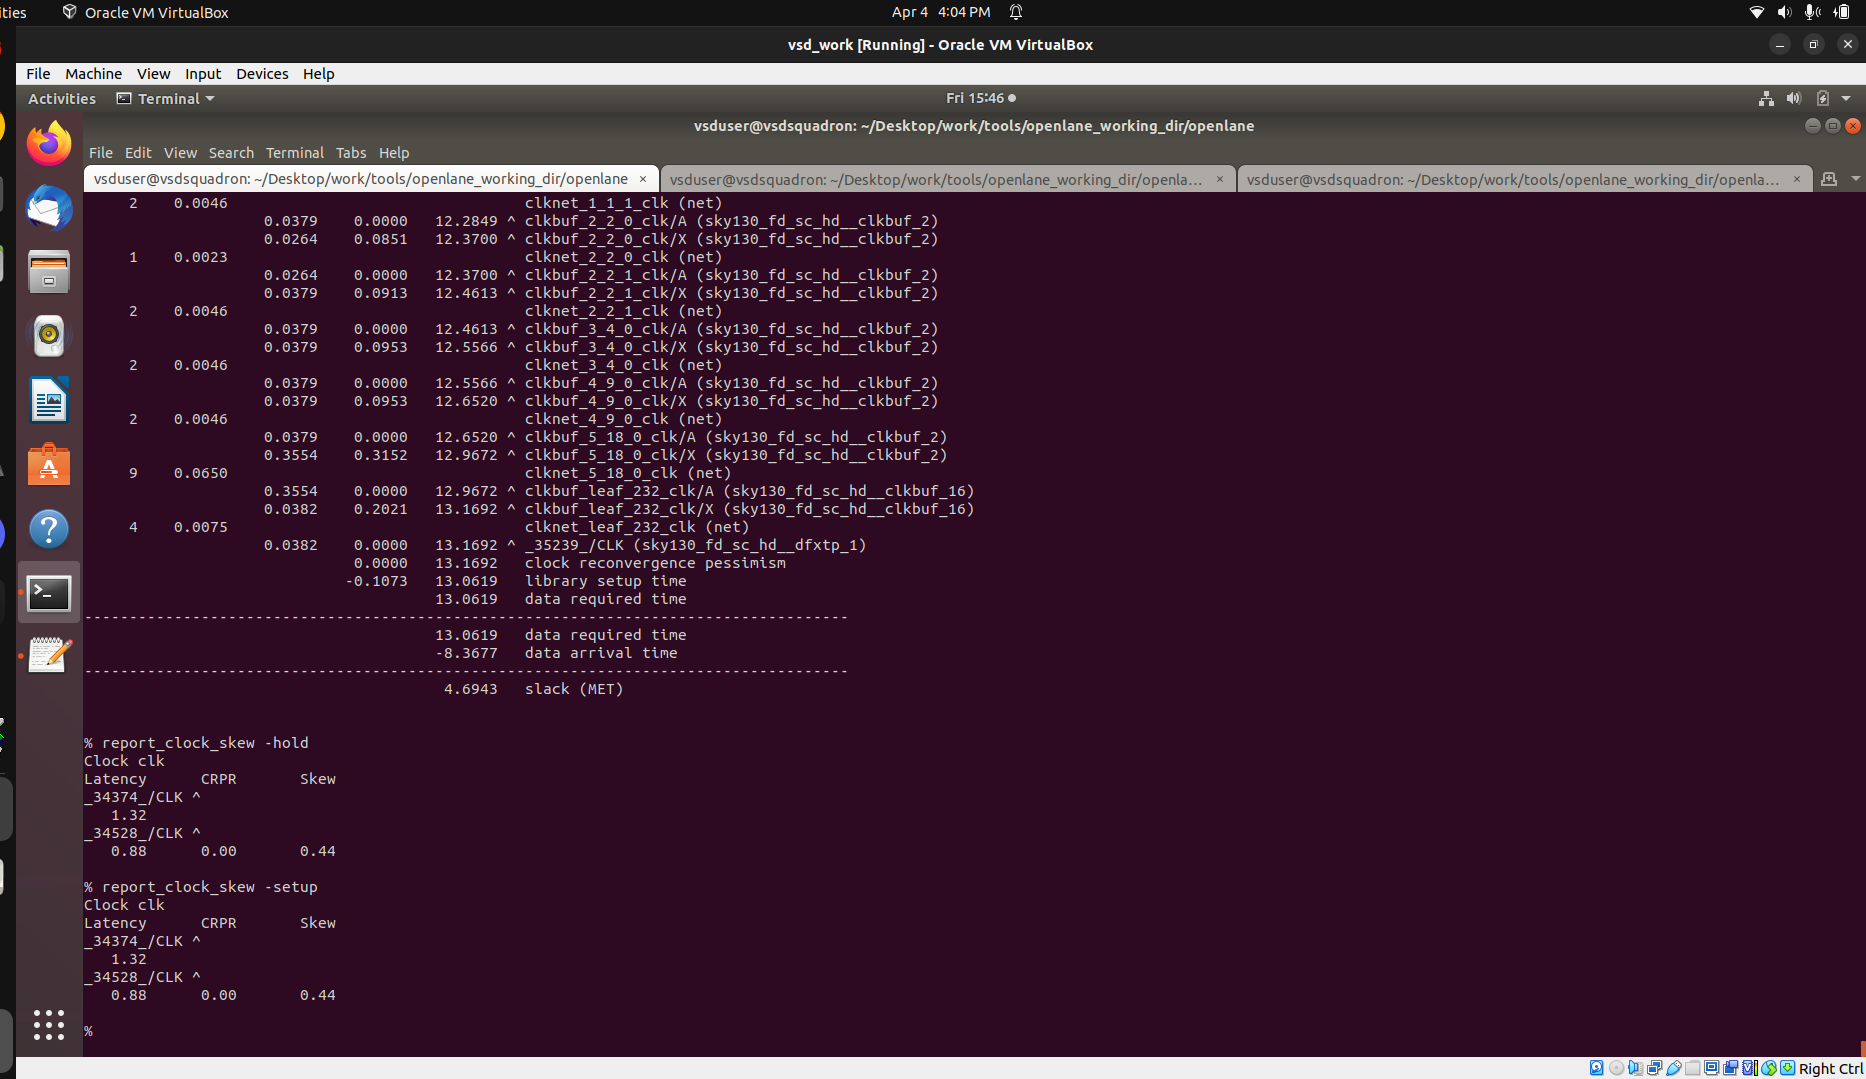 ities Oracle VM VirtualBox Apr 4 4:04 PM
vsd_work [Running] - Oracle VM VirtualBox
File Machine View Input Devices Help
Activities Terminal Fri 15:46
vsduser@vsdsquadron: ~/Desktop/work/tools/openlane_working_dir/openlane
File Edit View Search Terminal Tabs Help
vsduser@vsdsquadron: ~/Desktop/work/tools/openlane_working_dir/openlane × vsduser@vsdsquadron: ~/Desktop/work/tools/openlane_working_dir/openla... × vsduser@vsdsquadron: ~/Desktop/work/tools/openlane_working_dir/openla... ×
2 0.0046 clknet_1_1_1_clk (net)
0.0379 0.0000 12.2849 ^ clkbuf_2_2_0_clk/A (sky130_fd_sc_hd__clkbuf_2)
0.0264 0.0851 12.3700 ^ clkbuf_2_2_0_clk/X (sky130_fd_sc_hd__clkbuf_2)
1 0.0023 clknet_2_2_0_clk (net)
0.0264 0.0000 12.3700 ^ clkbuf_2_2_1_clk/A (sky130_fd_sc_hd__clkbuf_2)
0.0379 0.0913 12.4613 ^ clkbuf_2_2_1_clk/X (sky130_fd_sc_hd__clkbuf_2)
2 0.0046 clknet_2_2_1_clk (net)
0.0379 0.0000 12.4613 ^ clkbuf_3_4_0_clk/A (sky130_fd_sc_hd__clkbuf_2)
0.0379 0.0953 12.5566 ^ clkbuf_3_4_0_clk/X (sky130_fd_sc_hd__clkbuf_2)
2 0.0046 clknet_3_4_0_clk (net)
0.0379 0.0000 12.5566 ^ clkbuf_4_9_0_clk/A (sky130_fd_sc_hd__clkbuf_2)
0.0379 0.0953 12.6520 ^ clkbuf_4_9_0_clk/X (sky130_fd_sc_hd__clkbuf_2)
2 0.0046 clknet_4_9_0_clk (net)
0.0379 0.0000 12.6520 ^ clkbuf_5_18_0_clk/A (sky130_fd_sc_hd__clkbuf_2)
0.3554 0.3152 12.9672 ^ clkbuf_5_18_0_clk/X (sky130_fd_sc_hd__clkbuf_2)
9 0.0650 clknet_5_18_0_clk (net)
0.3554 0.0000 12.9672 ^ clkbuf_leaf_232_clk/A (sky130_fd_sc_hd__clkbuf_16)
0.0382 0.2021 13.1692 ^ clkbuf_leaf_232_clk/X (sky130_fd_sc_hd__clkbuf_16)
4 0.0075 clknet_leaf_232_clk (net)
0.0382 0.0000 13.1692 ^ _35239_/CLK (sky130_fd_sc_hd__dfxtp_1)
0.0000 13.1692 clock reconvergence pessimism
-0.1073 13.0619 library setup time
13.0619 data required time
-------------------------------------------------------------------------------------
13.0619 data required time
-8.3677 data arrival time
-------------------------------------------------------------------------------------
4.6943 slack (MET)
% report_clock_skew -hold
Clock clk
Latency CRPR Skew
_34374_/CLK ^
1.32
_34528_/CLK ^
0.88 0.00 0.44
% report_clock_skew -setup
Clock clk
Latency CRPR Skew
_34374_/CLK ^
1.32
_34528_/CLK ^
0.88 0.00 0.44
%
Right Ctrl